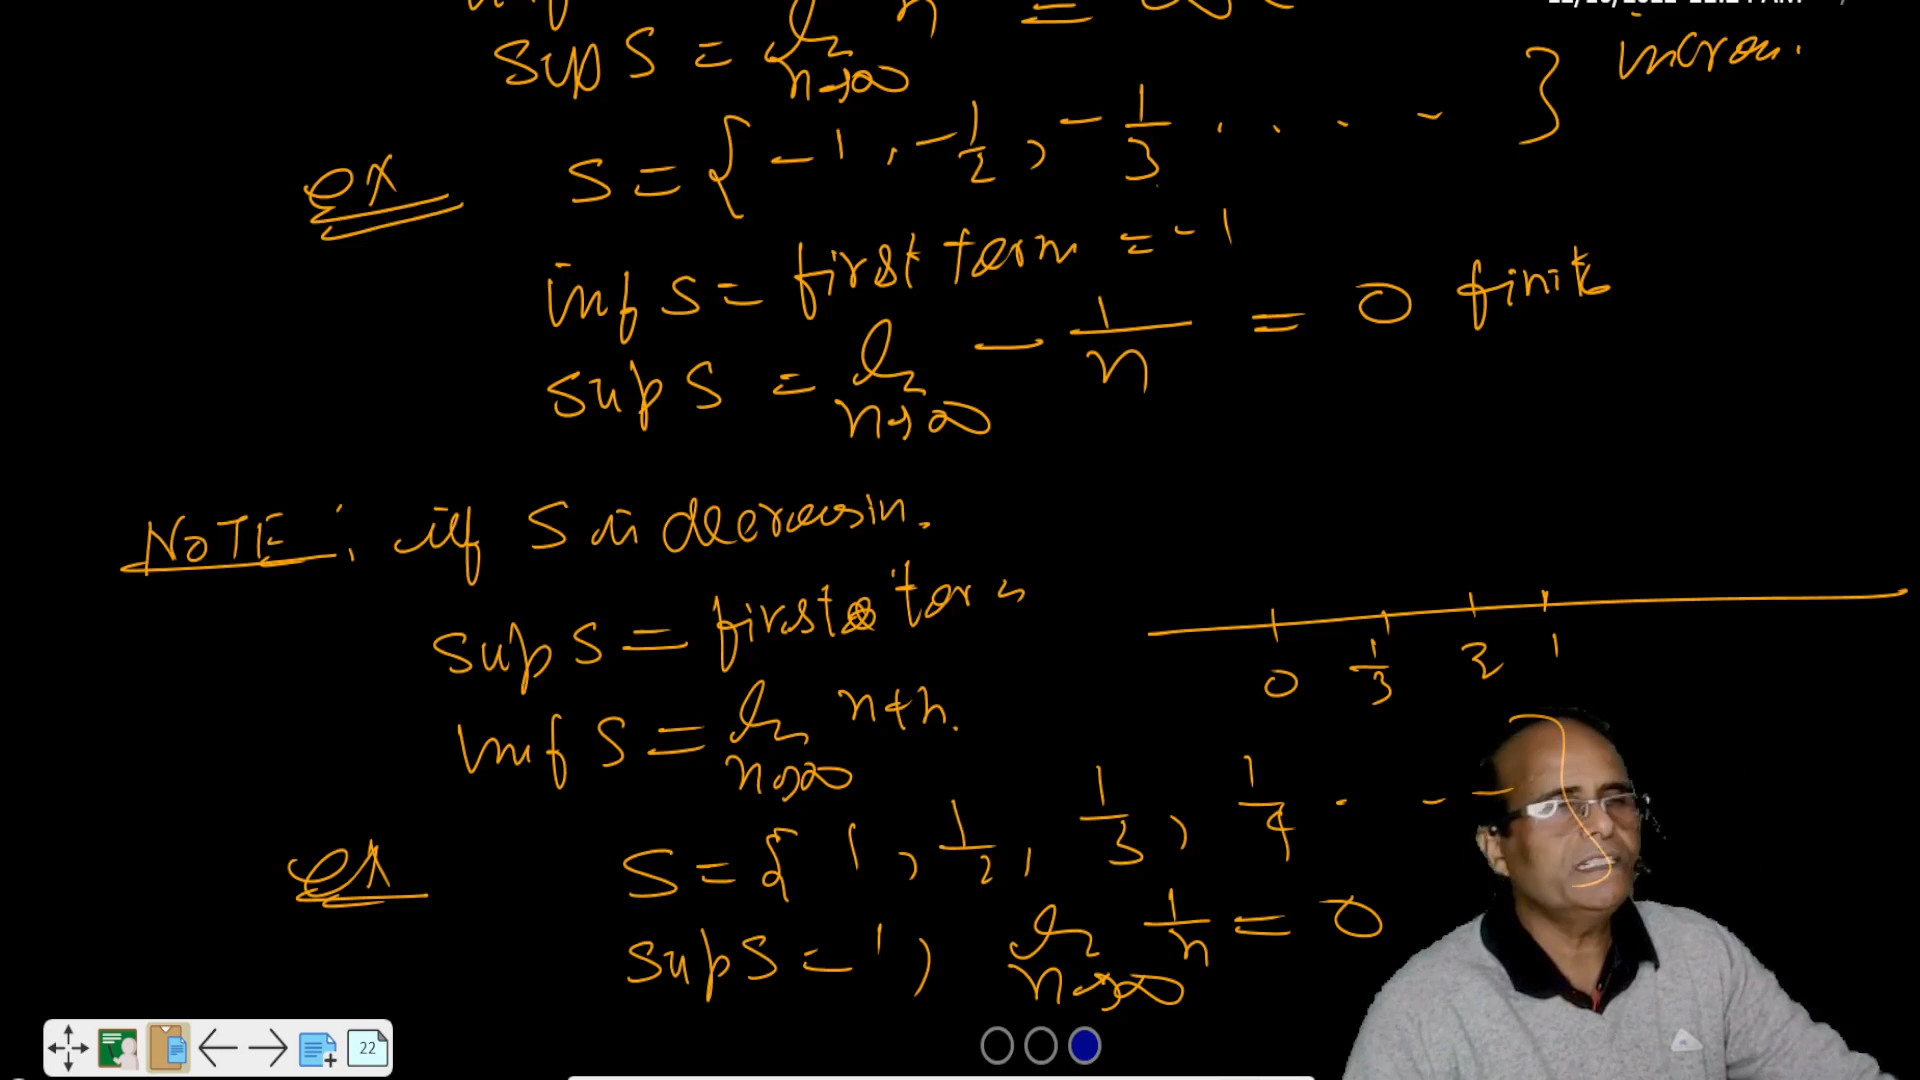 sup S = lim n =
n→∞
increa.
ex S = { -1, -1/2, -1/3 . . . - }
inf S = first term = -1
sup S = lim - 1/n = 0 finite
n→∞
NOTE: if S is decreasin.
sup S = first term
0 1/3 2 1
inf S = lim nth.
n→∞
ex S = { 1, 1/2, 1/3, 1/4 . - - }
sup S = 1, lim 1/n = 0
n→∞
22